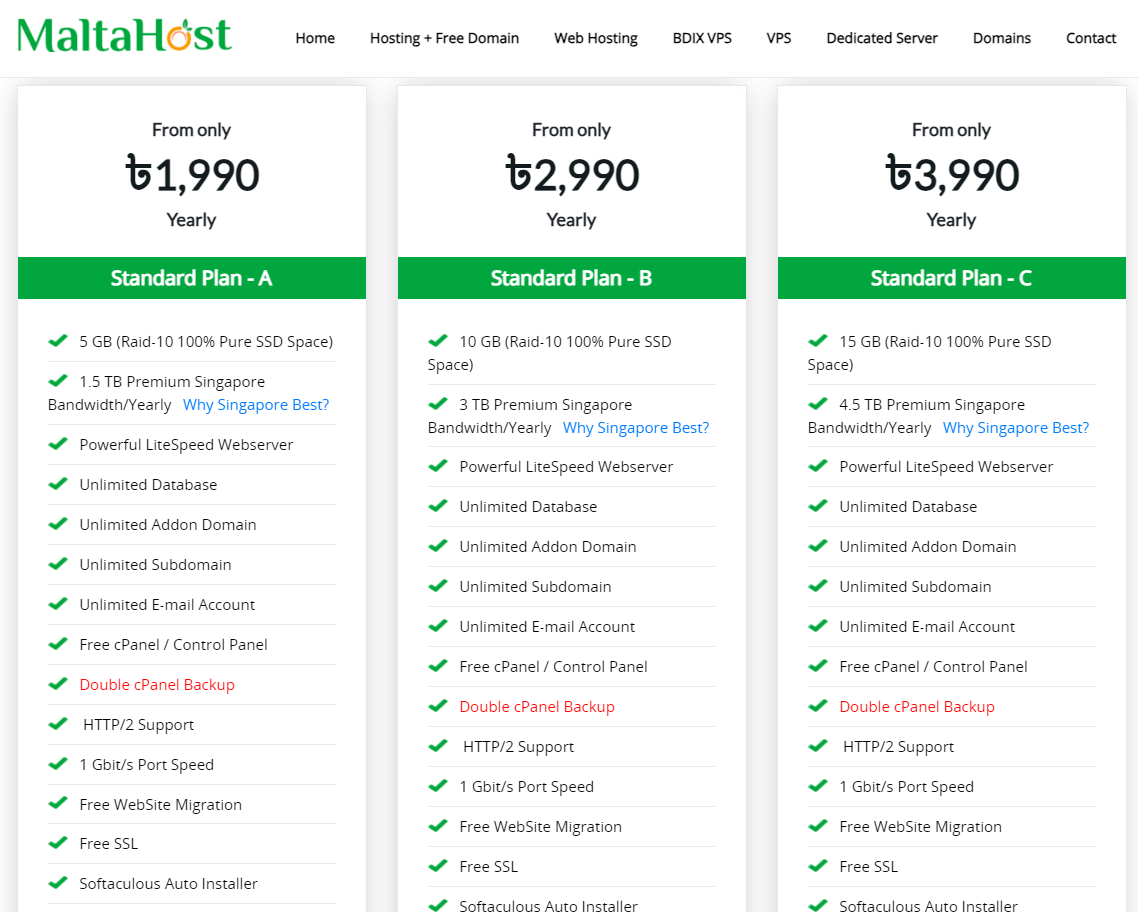 MaltaHost
Home
Hosting + Free Domain
Web Hosting
BDIX VPS
VPS
Dedicated Server
Domains
Contact
From only
৳1,990
Yearly
Standard Plan - A
5 GB (Raid-10 100% Pure SSD Space)
1.5 TB Premium Singapore
Bandwidth/Yearly Why Singapore Best?
Powerful LiteSpeed Webserver
Unlimited Database
Unlimited Addon Domain
Unlimited Subdomain
Unlimited E-mail Account
Free cPanel / Control Panel
Double cPanel Backup
HTTP/2 Support
1 Gbit/s Port Speed
Free WebSite Migration
Free SSL
Softaculous Auto Installer
From only
৳2,990
Yearly
Standard Plan - B
10 GB (Raid-10 100% Pure SSD
Space)
3 TB Premium Singapore
Bandwidth/Yearly Why Singapore Best?
Powerful LiteSpeed Webserver
Unlimited Database
Unlimited Addon Domain
Unlimited Subdomain
Unlimited E-mail Account
Free cPanel / Control Panel
Double cPanel Backup
HTTP/2 Support
1 Gbit/s Port Speed
Free WebSite Migration
Free SSL
Softaculous Auto Installer
From only
৳3,990
Yearly
Standard Plan - C
15 GB (Raid-10 100% Pure SSD
Space)
4.5 TB Premium Singapore
Bandwidth/Yearly Why Singapore Best?
Powerful LiteSpeed Webserver
Unlimited Database
Unlimited Addon Domain
Unlimited Subdomain
Unlimited E-mail Account
Free cPanel / Control Panel
Double cPanel Backup
HTTP/2 Support
1 Gbit/s Port Speed
Free WebSite Migration
Free SSL
Softaculous Auto Installer